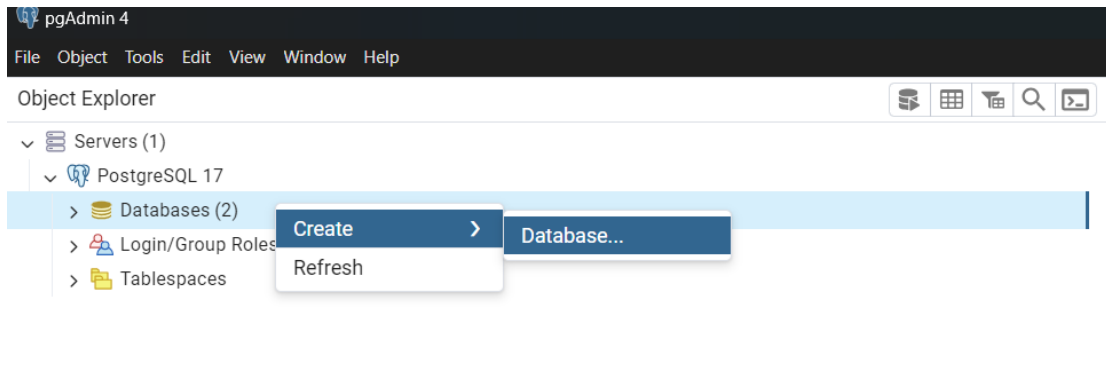 pgAdmin 4
File Object Tools Edit View Window Help
Object Explorer
Servers (1)
PostgreSQL 17
Databases (2)
Create
Database...
Login/Group Roles
Refresh
Tablespaces